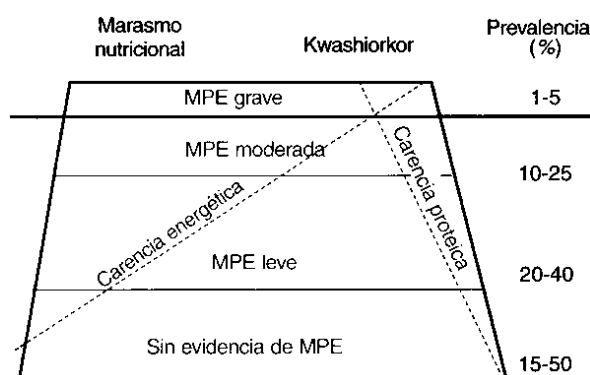 Marasmo
nutricional
Kwashiorkor
Prevalencia
(%)
MPE grave
1-5
MPE moderada
10-25
Carencia energética
Carencia proteica
MPE leve
20-40
Sin evidencia de MPE
15-50